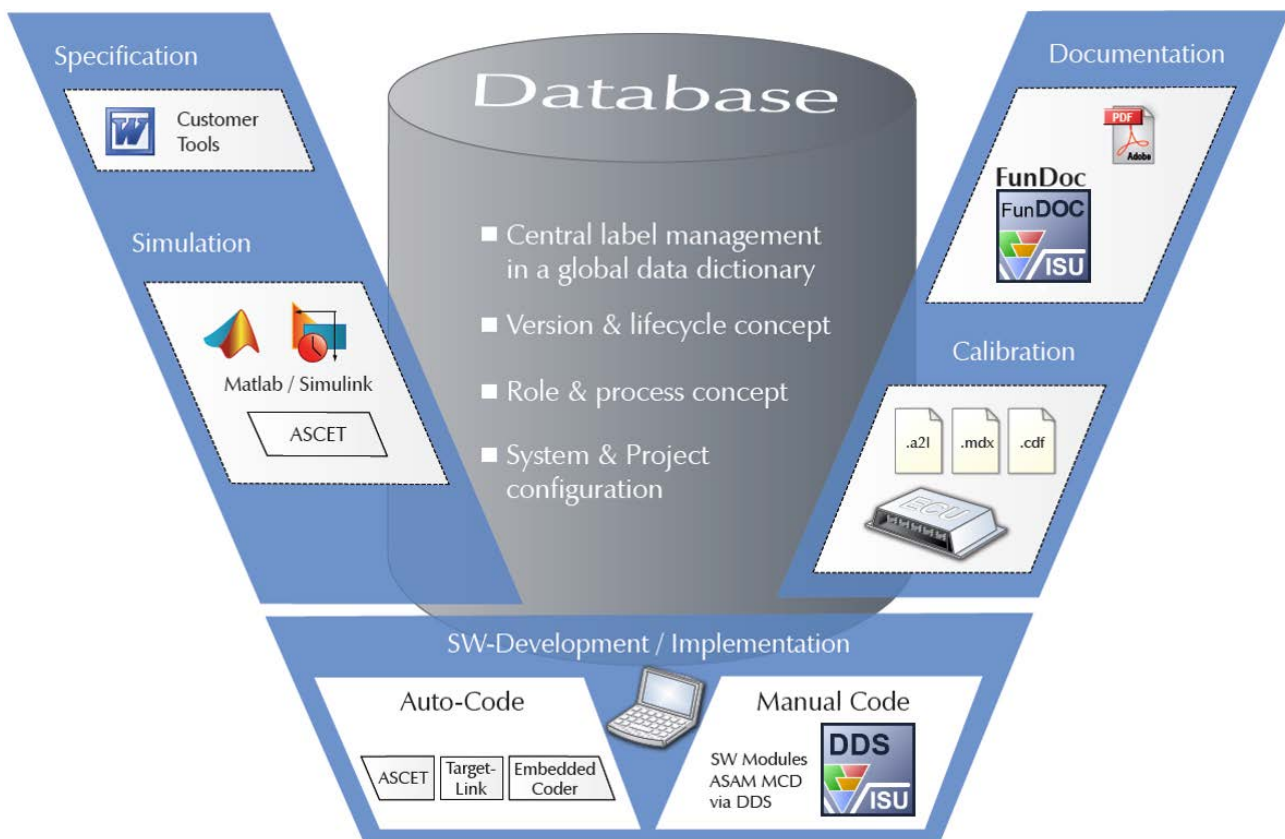 Specification
W
Customer
Tools
Simulation
Matlab / Simulink
ASCET
Database
Central label management
in a global data dictionary
Version & lifecycle concept
Role & process concept
System & Project
configuration
Documentation
PDF
Adobe
FunDoc
FunDOC
ISU
Calibration
.a2l
.mdx
.cdf
ECU
SW-Development / Implementation
Auto-Code
ASCET
Target-
Link
Embedded
Coder
Manual Code
SW Modules
ASAM MCD
via DDS
DDS
ISU